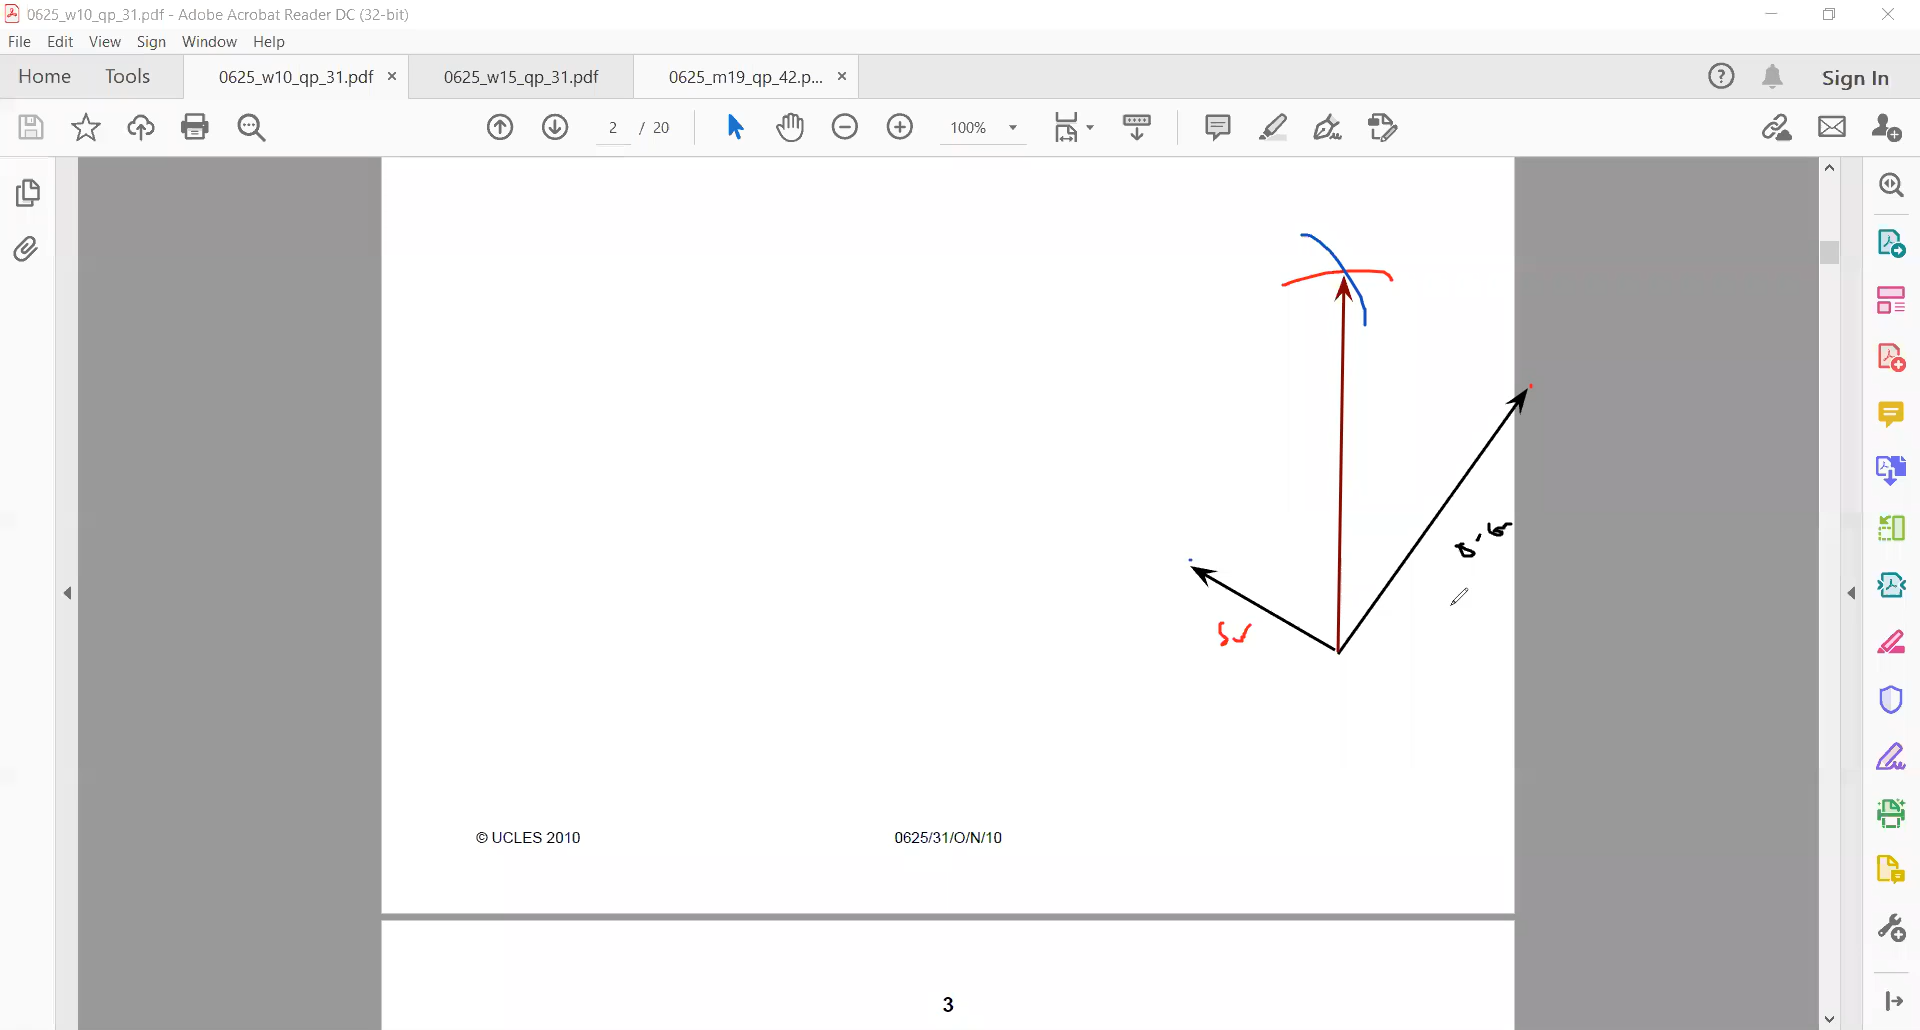 0625_w10_qp_31.pdf - Adobe Acrobat Reader DC (32-bit)
File Edit View Sign Window Help
Home Tools 0625_w10_qp_31.pdf × 0625_w15_qp_31.pdf 0625_m19_qp_42.p... × Sign In
2 / 20 100%
© UCLES 2010 0625/31/O/N/10
3